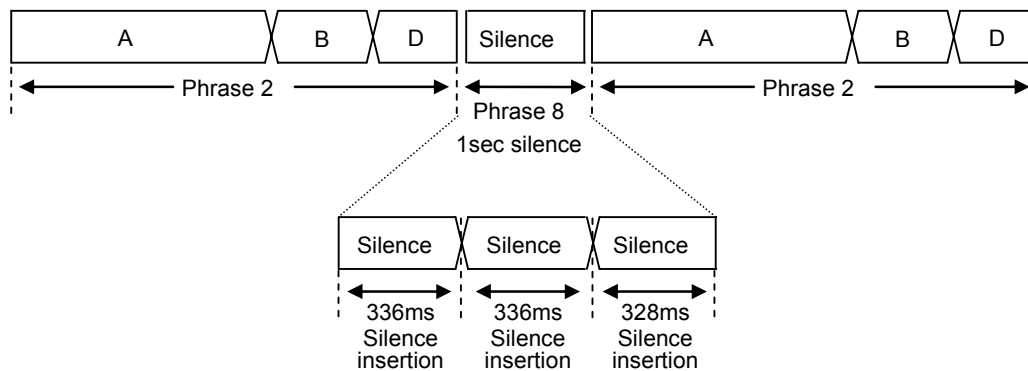 A B D Silence A B D
Phrase 2 Phrase 8 Phrase 2
1sec silence
Silence Silence Silence
336ms 336ms 328ms
Silence Silence Silence
insertion insertion insertion